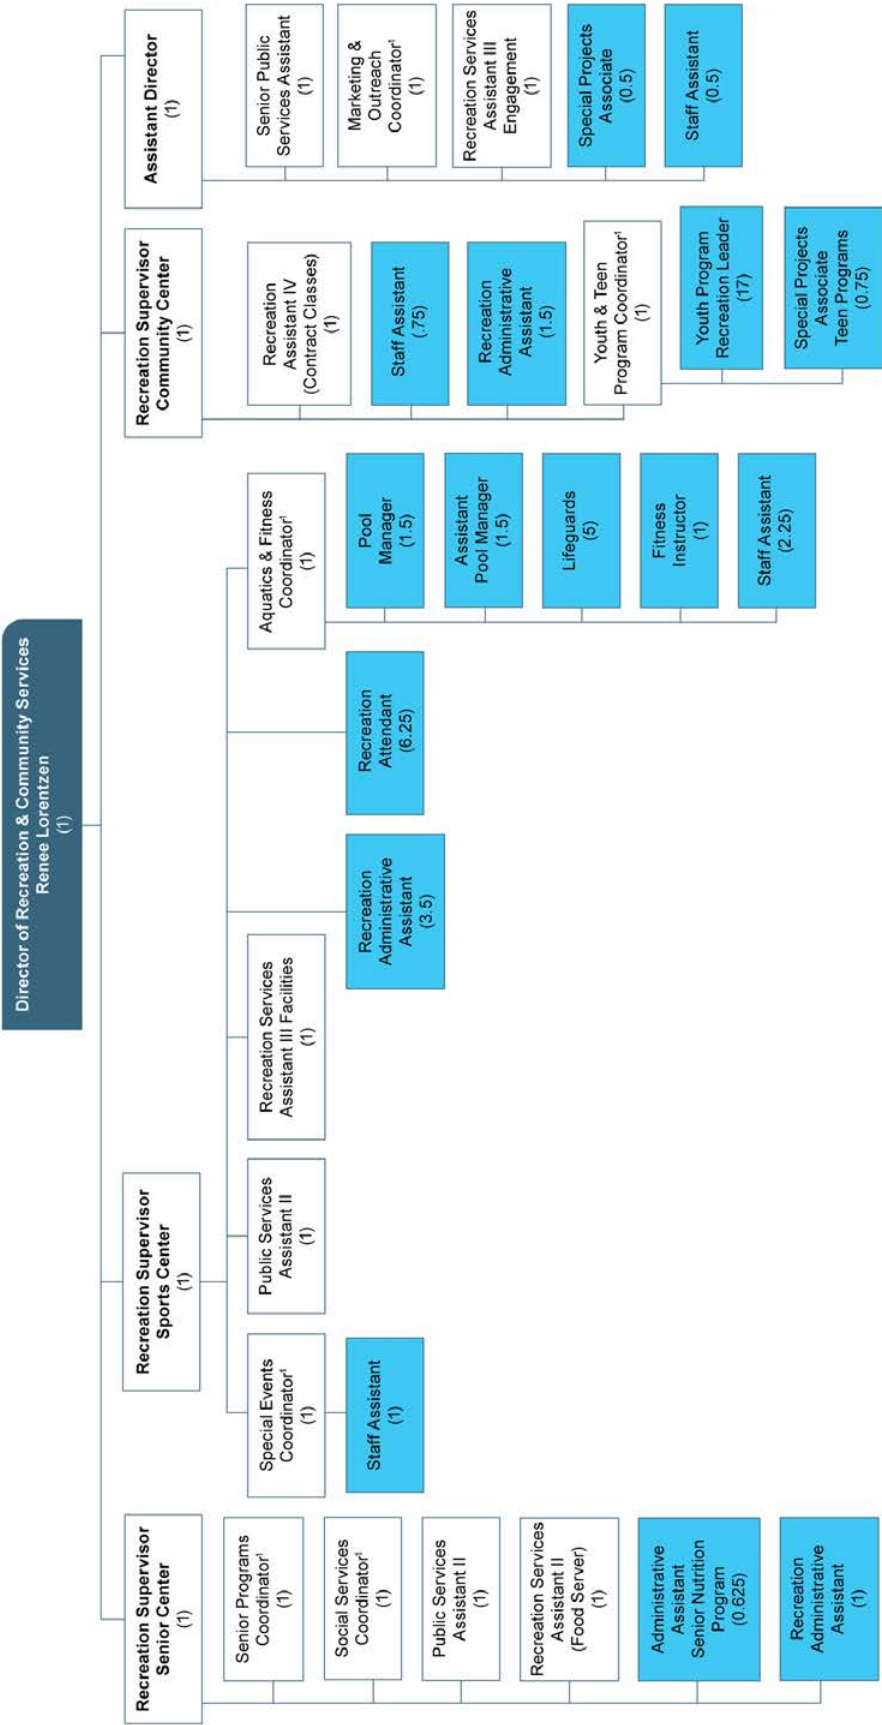 Director of Recreation & Community Services
Renee Lorentzen
(1)
Recreation Supervisor
Senior Center
(1)
Senior Programs
Coordinator¹
(1)
Social Services
Coordinator¹
(1)
Public Services
Assistant II
(1)
Recreation Services
Assistant II
(Food Server)
(1)
Administrative
Assistant
Senior Nutrition
Program
(0.625)
Recreation
Administrative
Assistant
(1)
Recreation Supervisor
Sports Center
(1)
Special Events
Coordinator¹
(1)
Staff Assistant
(1)
Public Services
Assistant II
(1)
Recreation Services
Assistant III Facilities
(1)
Recreation
Administrative
Assistant
(3.5)
Recreation
Attendant
(6.25)
Aquatics & Fitness
Coordinator¹
(1)
Pool
Manager
(1.5)
Assistant
Pool Manager
(1.5)
Lifeguards
(5)
Fitness
Instructor
(1)
Staff Assistant
(2.25)
Recreation Supervisor
Community Center
(1)
Recreation
Assistant IV
(Contract Classes)
(1)
Staff Assistant
(.75)
Recreation
Administrative
Assistant
(1.5)
Youth & Teen
Program Coordinator¹
(1)
Youth Program
Recreation Leader
(17)
Special Projects
Associate
Teen Programs
(0.75)
Assistant Director
(1)
Senior Public
Services Assistant
(1)
Marketing &
Outreach
Coordinator¹
(1)
Recreation Services
Assistant III
Engagement
(1)
Special Projects
Associate
(0.5)
Staff Assistant
(0.5)